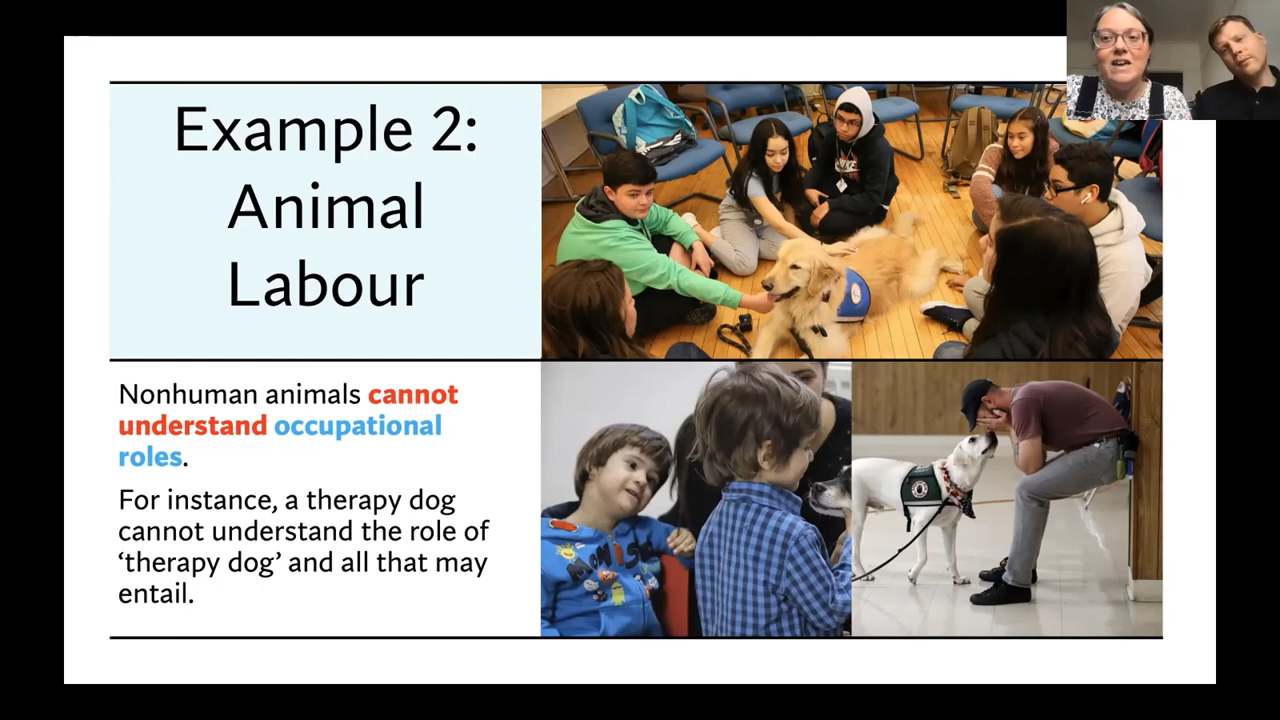 Example 2:
Animal
Labour
Nonhuman animals cannot
understand occupational
roles.
For instance, a therapy dog
cannot understand the role of
‘therapy dog’ and all that may
entail.